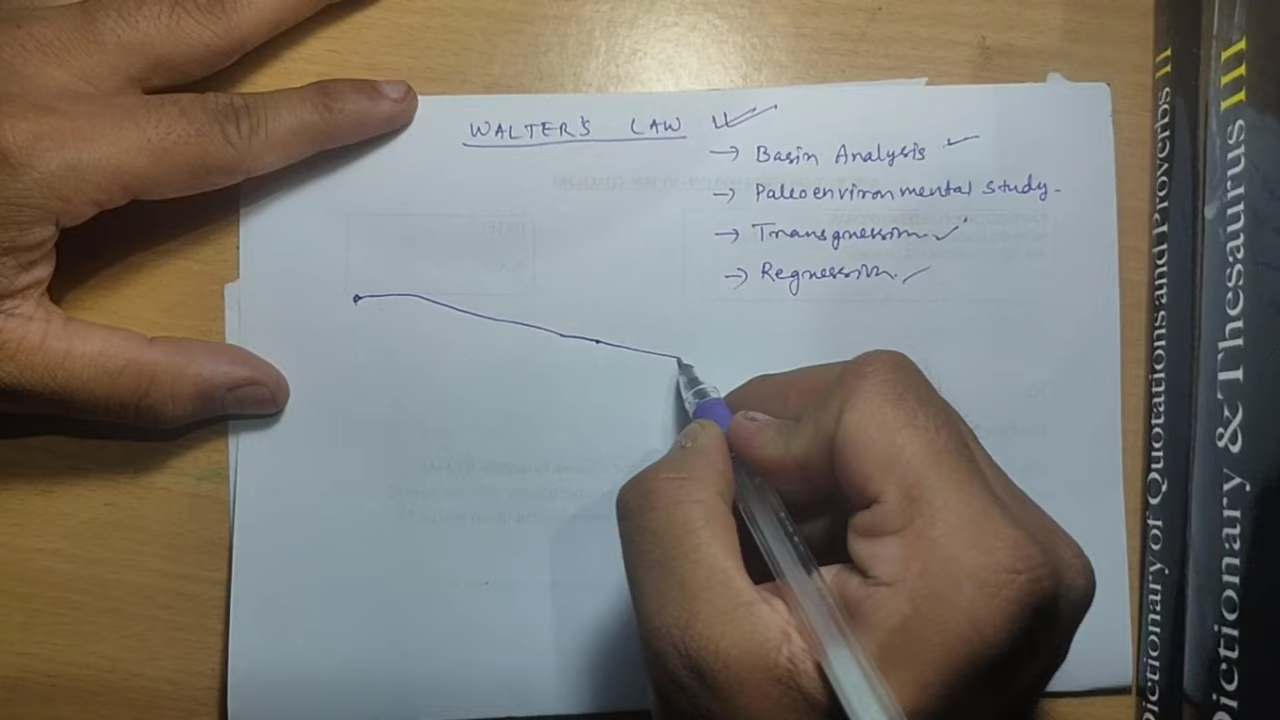 WALTER'S LAW
→ Basin Analysis
→ Paleoenvironmental study-
→ Transgression
→ Regression.
Dictionary of Quotations and Proverbs II
Dictionary & Thesaurus III